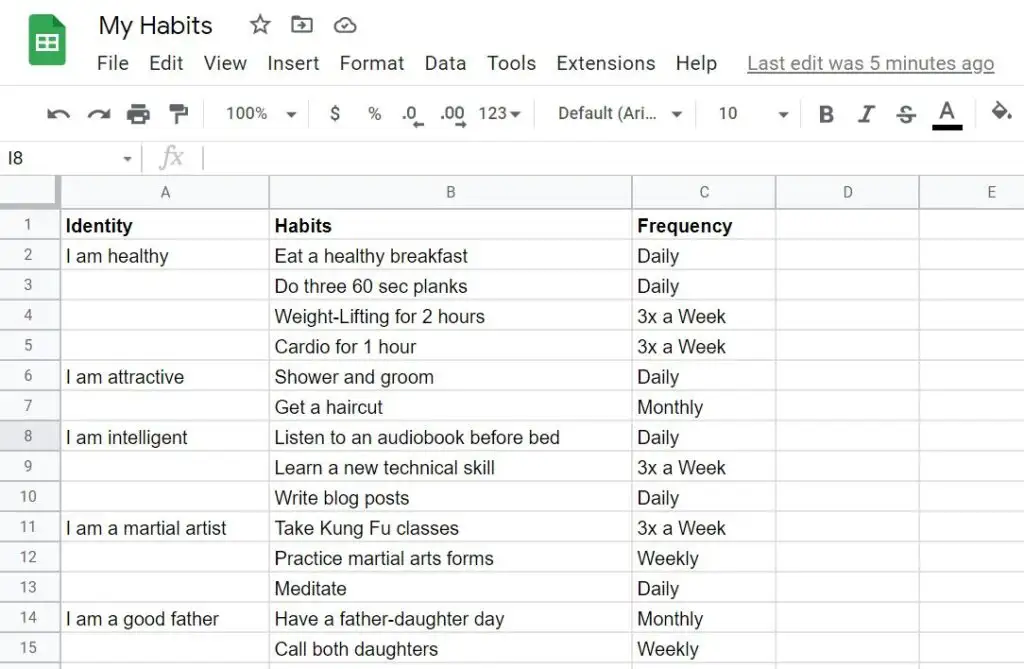 My Habits
File Edit View Insert Format Data Tools Extensions Help Last edit was 5 minutes ago
100% $ % .0 .00 123 Default (Ari... 10 B I S A
I8 fx
A B C D E
1 Identity Habits Frequency
2 I am healthy Eat a healthy breakfast Daily
3 Do three 60 sec planks Daily
4 Weight-Lifting for 2 hours 3x a Week
5 Cardio for 1 hour 3x a Week
6 I am attractive Shower and groom Daily
7 Get a haircut Monthly
8 I am intelligent Listen to an audiobook before bed Daily
9 Learn a new technical skill 3x a Week
10 Write blog posts Daily
11 I am a martial artist Take Kung Fu classes 3x a Week
12 Practice martial arts forms Weekly
13 Meditate Daily
14 I am a good father Have a father-daughter day Monthly
15 Call both daughters Weekly